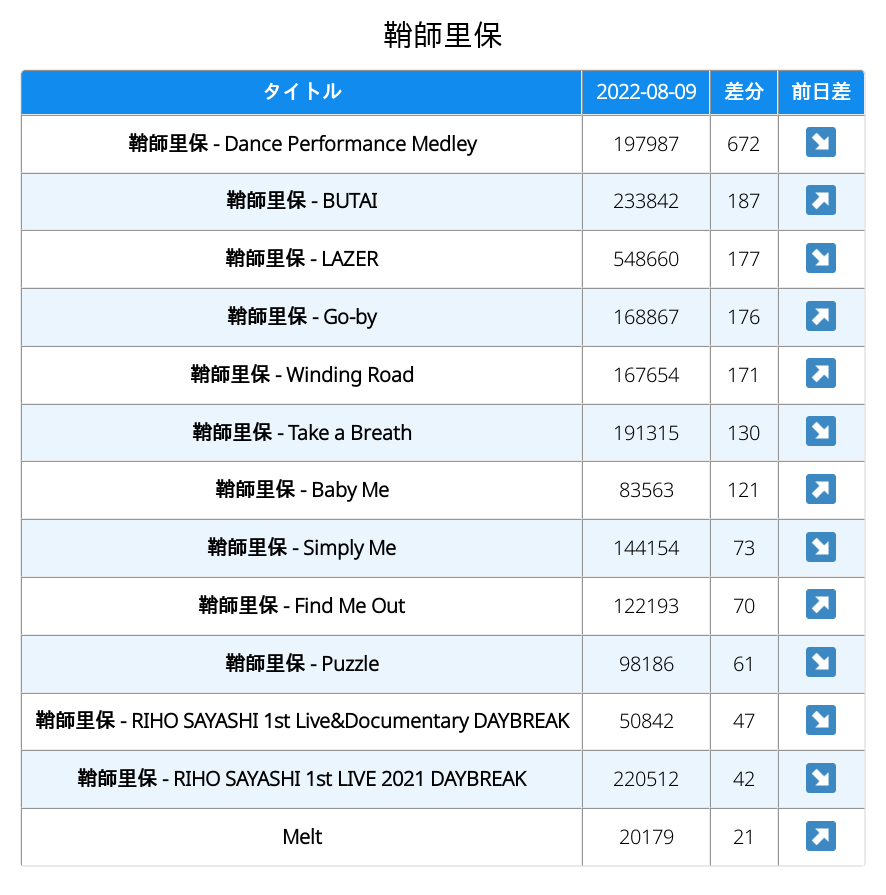 鞘師里保
タイトル 2022-08-09 差分 前日差
鞘師里保 - Dance Performance Medley 197987 672 ↘
鞘師里保 - BUTAI 233842 187 ↗
鞘師里保 - LAZER 548660 177 ↘
鞘師里保 - Go-by 168867 176 ↗
鞘師里保 - Winding Road 167654 171 ↗
鞘師里保 - Take a Breath 191315 130 ↘
鞘師里保 - Baby Me 83563 121 ↗
鞘師里保 - Simply Me 144154 73 ↘
鞘師里保 - Find Me Out 122193 70 ↗
鞘師里保 - Puzzle 98186 61 ↘
鞘師里保 - RIHO SAYASHI 1st Live&Documentary DAYBREAK 50842 47 ↘
鞘師里保 - RIHO SAYASHI 1st LIVE 2021 DAYBREAK 220512 42 ↘
Melt 20179 21 ↗